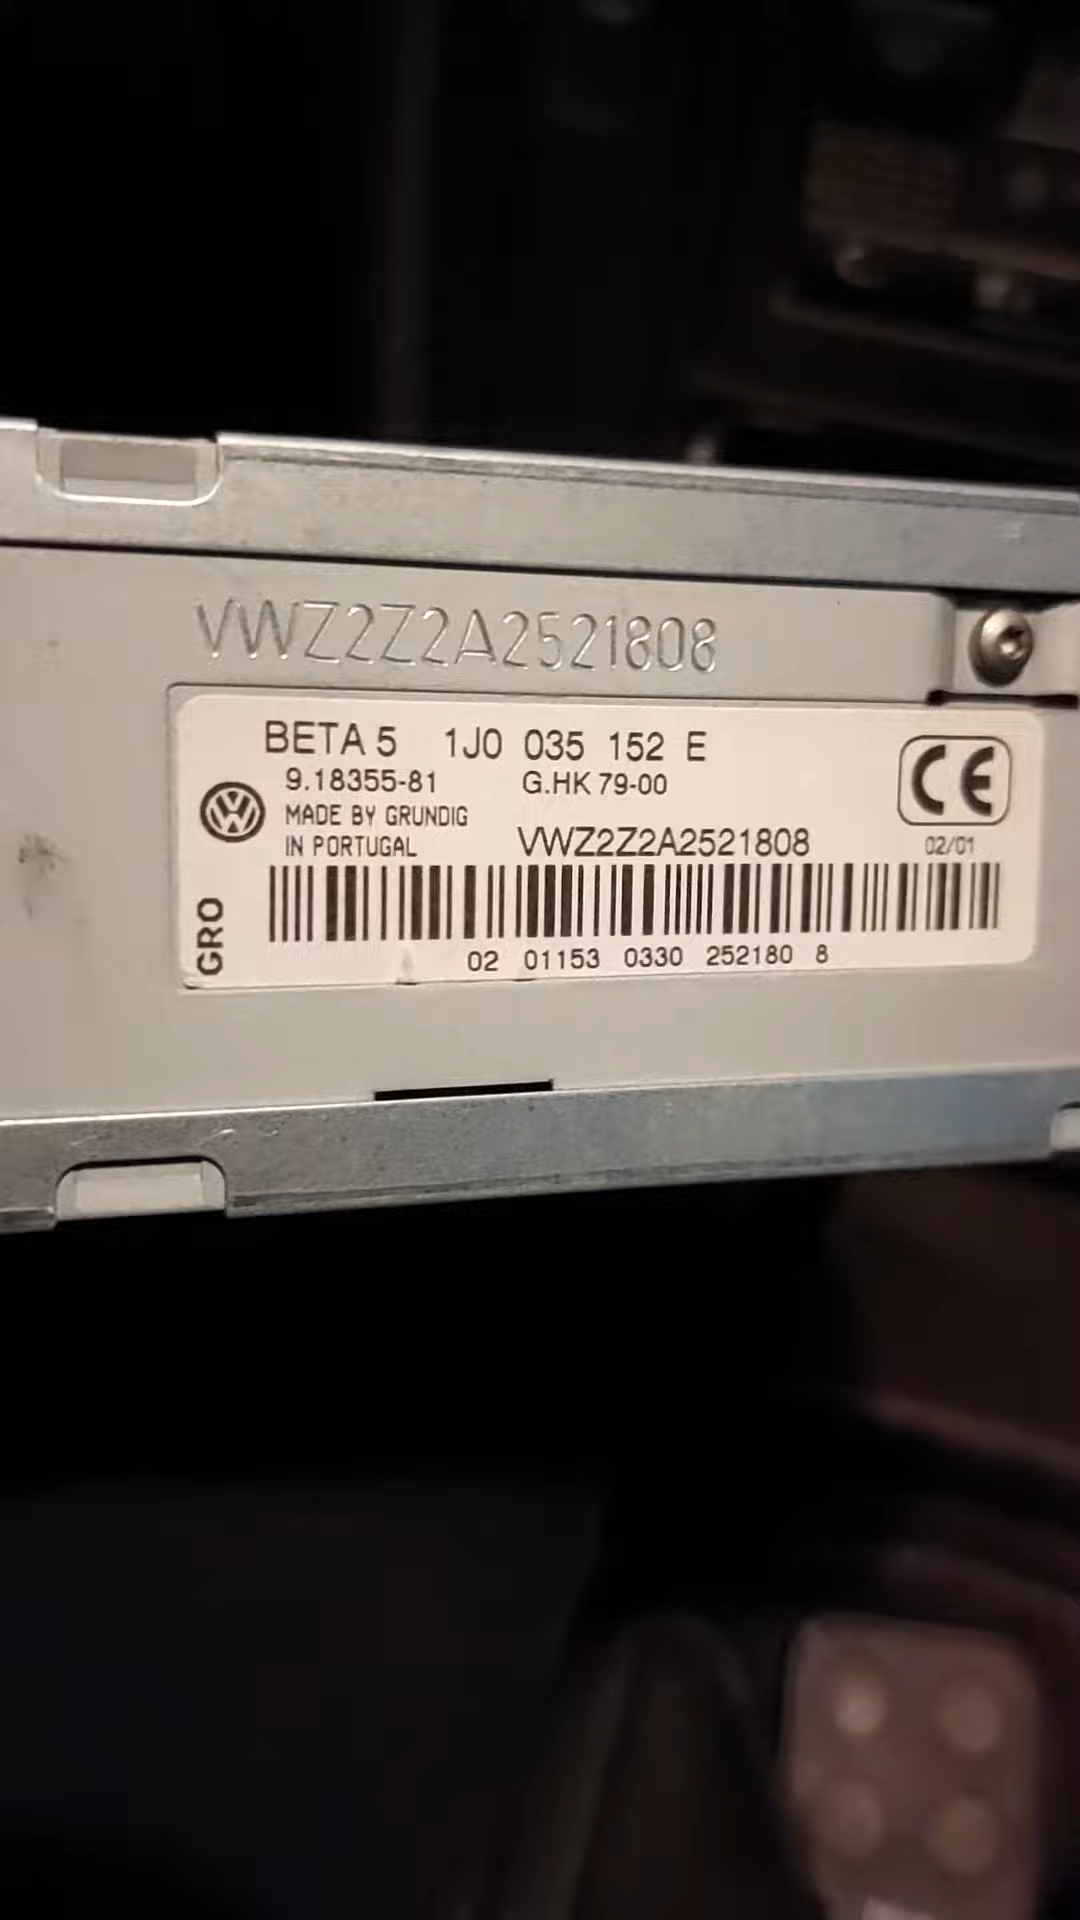 VWZ2Z2A2521808
BETA 5 1J0 035 152 E
9.18355-81 G.HK 79-00
MADE BY GRUNDIG
IN PORTUGAL
VWZ2Z2A2521808
CE
02/01
GRO
02 01153 0330 252180 8